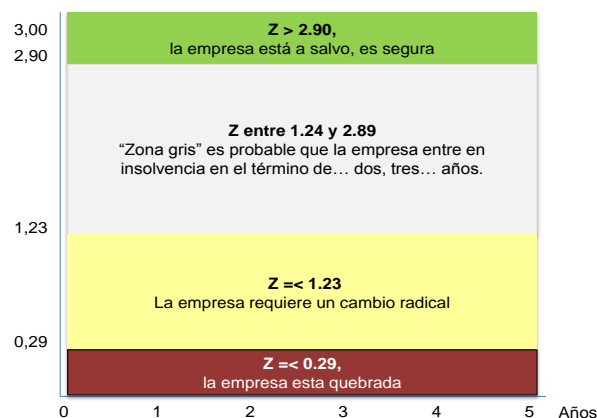 3,00
2,90
1,23
0,29
Z > 2.90,
la empresa está a salvo, es segura
Z entre 1.24 y 2.89
“Zona gris” es probable que la empresa entre en
insolvencia en el término de… dos, tres… años.
Z =< 1.23
La empresa requiere un cambio radical
Z =< 0.29,
la empresa esta quebrada
0 1 2 3 4 5 Años